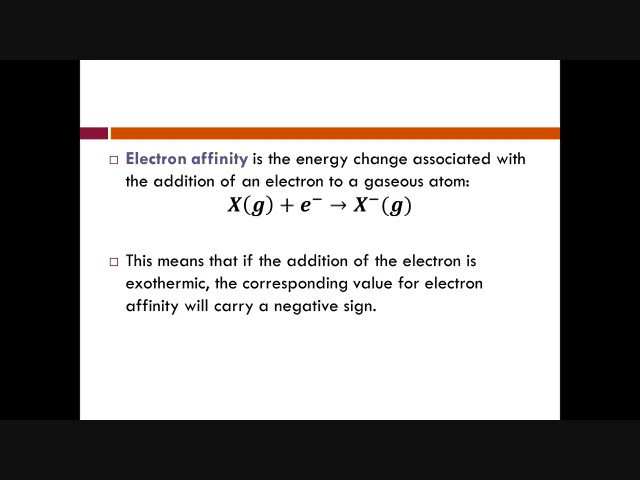 Electron affinity is the energy change associated with
the addition of an electron to a gaseous atom:
X(g) + e⁻ → X⁻(g)
This means that if the addition of the electron is
exothermic, the corresponding value for electron
affinity will carry a negative sign.